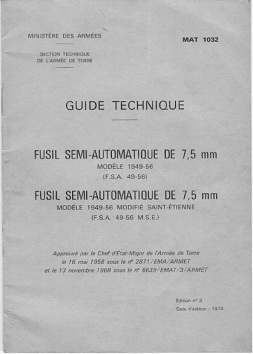 MINISTÈRE DES ARMÉES
MAT 1032
SECTION TECHNIQUE
DE L'ARMÉE DE TERRE
GUIDE TECHNIQUE
FUSIL SEMI-AUTOMATIQUE DE 7,5 mm
MODÈLE 1949-56
(F.S.A. 49-56)
FUSIL SEMI-AUTOMATIQUE DE 7,5 mm
MODÈLE 1949-56 MODIFIÉ SAINT-ÉTIENNE
(F.S.A. 49-56 M.S.E.)
Approuvé par le Chef d'État-Major de l'Armée de Terre
le 16 mai 1958 sous le n° 2871/EMA/ARMET
et le 13 novembre 1968 sous le n° 6639/EMAT/3/ARMET
Édition n° 3
Date d'édition : 1974